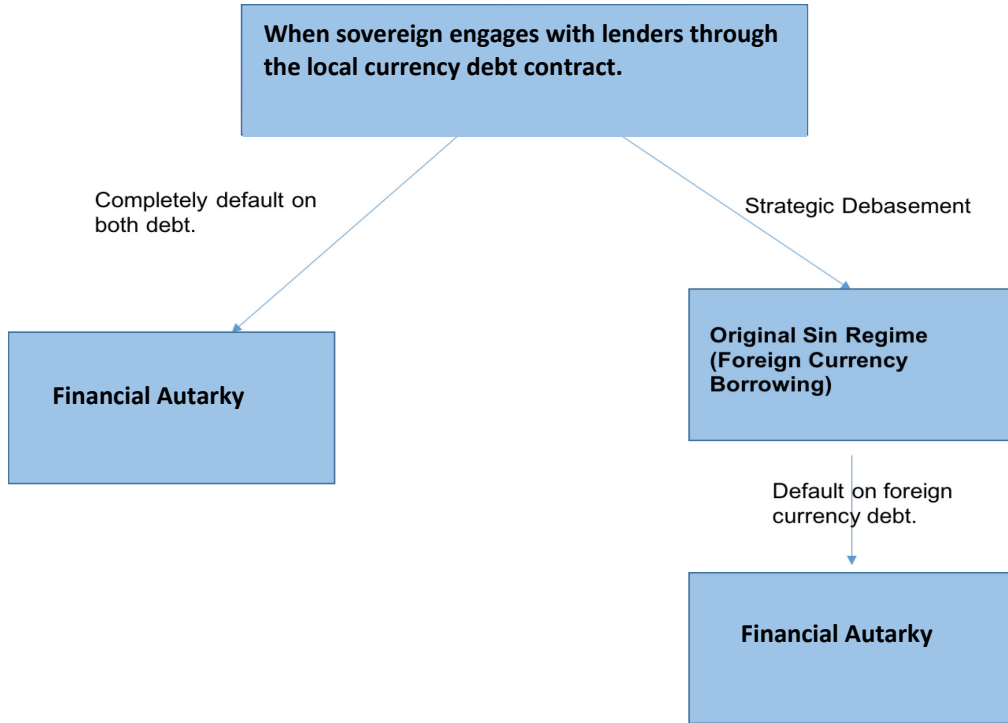 When sovereign engages with lenders through
the local currency debt contract.
Completely default on
both debt.
Strategic Debasement
Financial Autarky
Original Sin Regime
(Foreign Currency
Borrowing)
Default on foreign
currency debt.
Financial Autarky